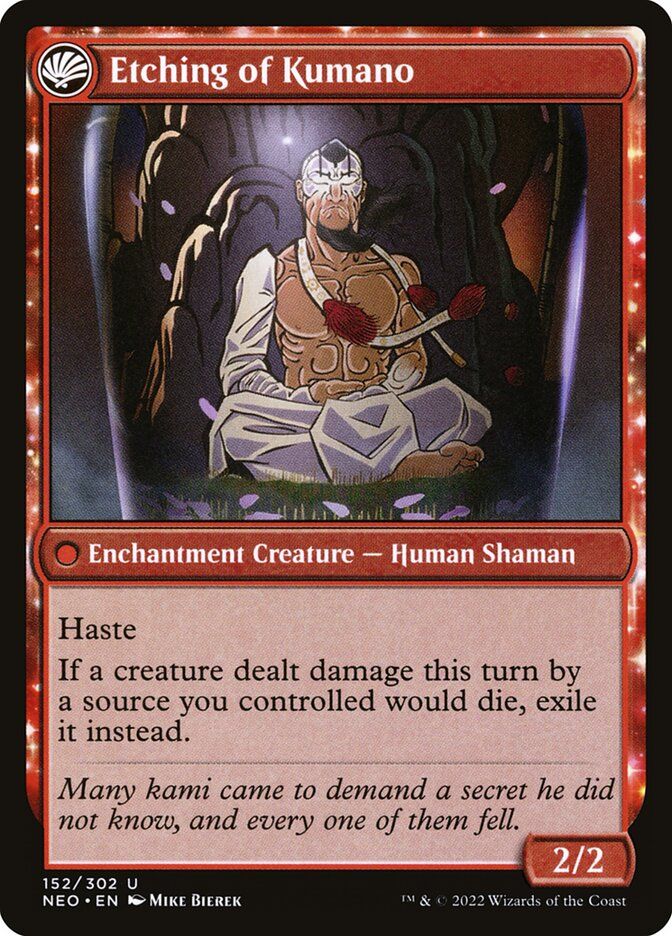 Etching of Kumano
Enchantment Creature — Human Shaman
Haste
If a creature dealt damage this turn by
a source you controlled would die, exile
it instead.
Many kami came to demand a secret he did
not know, and every one of them fell.
2/2
152/302 U
NEO • EN Mike Bierek
™ & © 2022 Wizards of the Coast